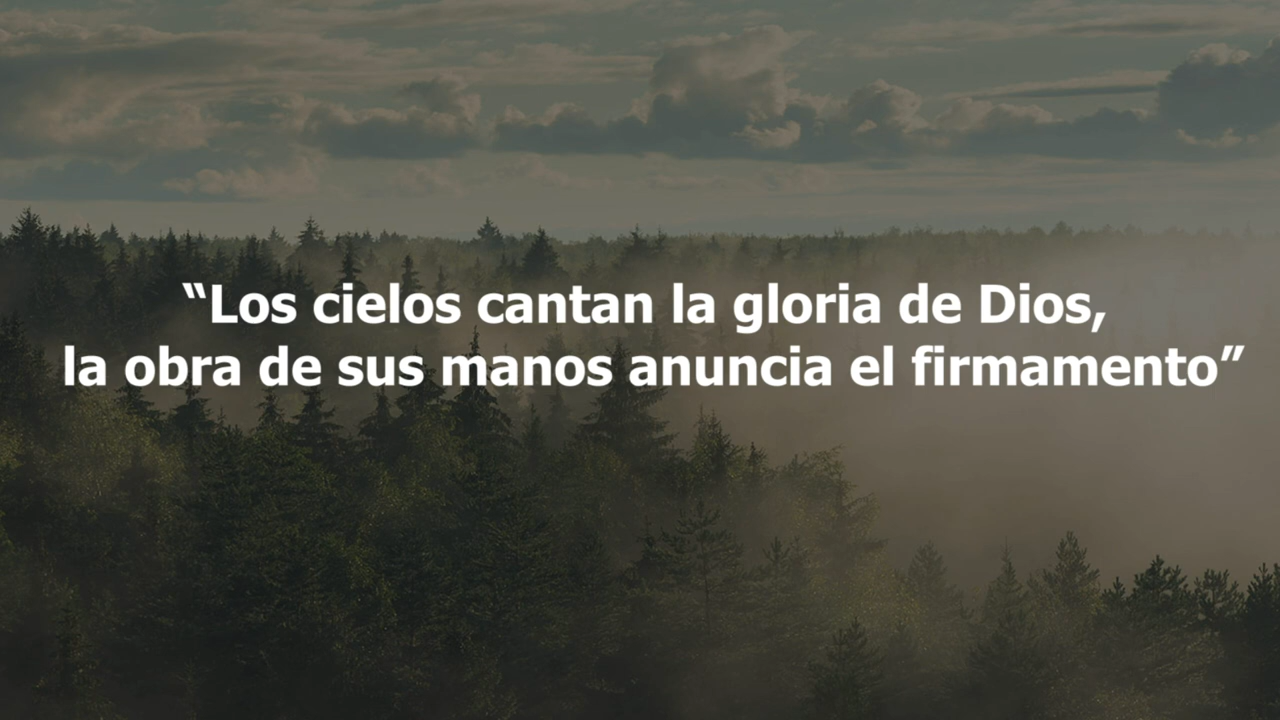 “Los cielos cantan la gloria de Dios,
la obra de sus manos anuncia el firmamento”